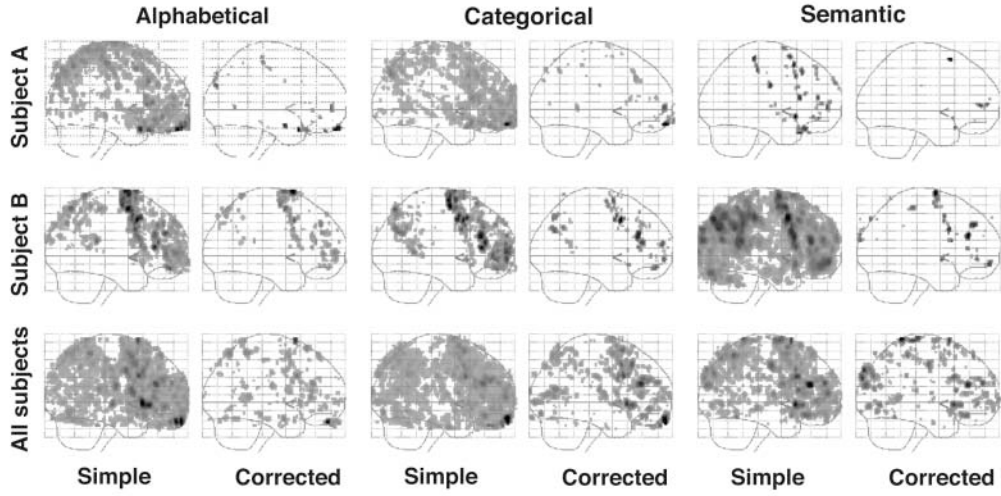 Alphabetical Categorical Semantic
Subject A
Subject B
All subjects
Simple Corrected Simple Corrected Simple Corrected